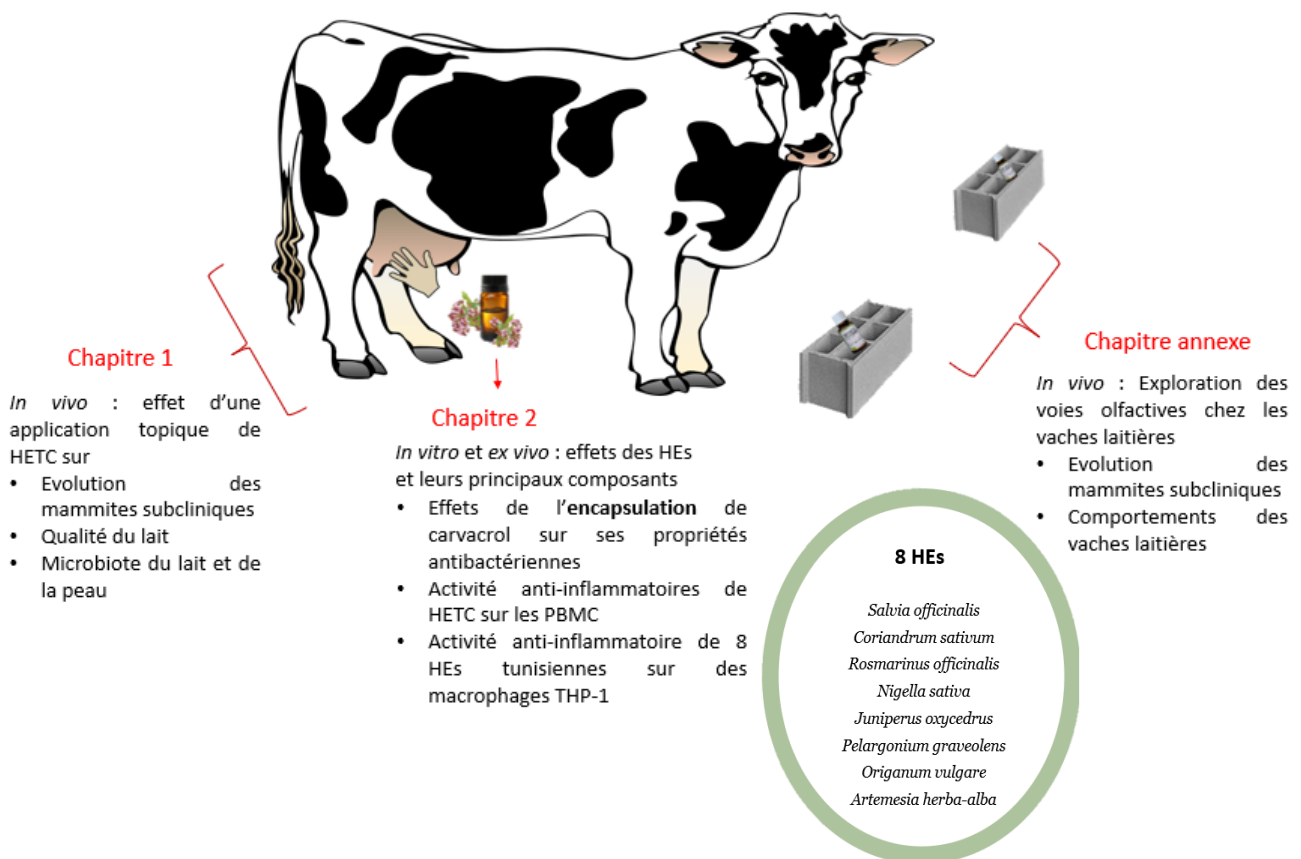 Chapitre 1
In vivo : effet d’une
application topique de
HETC sur
• Evolution des
mammites subcliniques
• Qualité du lait
• Microbiote du lait et de
la peau
Chapitre 2
In vitro et ex vivo : effets des HEs
et leurs principaux composants
• Effets de l’encapsulation de
carvacrol sur ses propriétés
antibactériennes
• Activité anti-inflammatoires de
HETC sur les PBMC
• Activité anti-inflammatoire de 8
HEs tunisiennes sur des
macrophages THP-1
Chapitre annexe
In vivo : Exploration des
voies olfactives chez les
vaches laitières
• Evolution des
mammites subcliniques
• Comportements des
vaches laitières
8 HEs
Salvia officinalis
Coriandrum sativum
Rosmarinus officinalis
Nigella sativa
Juniperus oxycedrus
Pelargonium graveolens
Origanum vulgare
Artemesia herba-alba